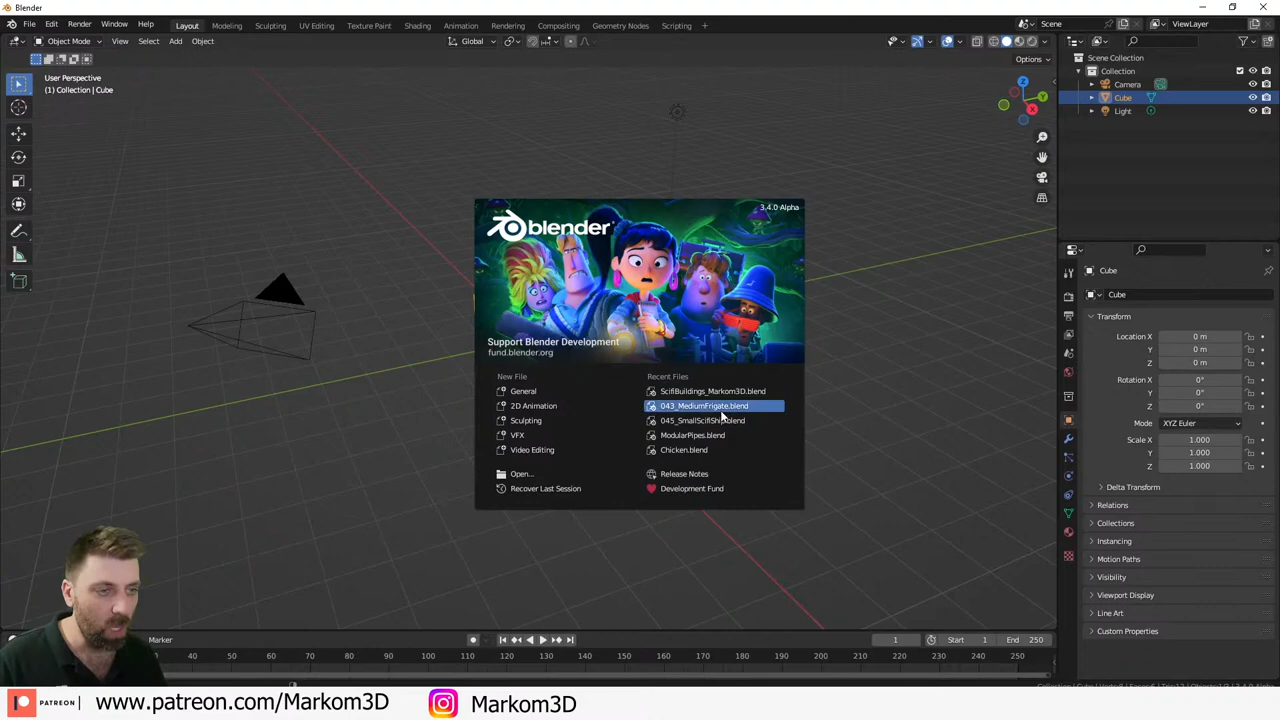 Blender
File Edit Render Window Help Layout Modeling Sculpting UV Editing Texture Paint Shading Animation Rendering Compositing Geometry Nodes Scripting + Scene ViewLayer
Object Mode View Select Add Object Global
Options
User Perspective
(1) Collection | Cube
Scene Collection
Collection
Camera
Cube
Light
Z
Y
X
3.4.0 Alpha
blender
Support Blender Development
fund.blender.org
New File
General
2D Animation
Sculpting
VFX
Video Editing
Open...
Recover Last Session
Recent Files
ScifiBuildings_Markom3D.blend
043_MediumFrigate.blend
045_SmallScifiShip.blend
ModularPipes.blend
Chicken.blend
Release Notes
Development Fund
Cube
Cube
Transform
Location X 0 m
Y 0 m
Z 0 m
Rotation X 0°
Y 0°
Z 0°
Mode XYZ Euler
Scale X 1.000
Y 1.000
Z 1.000
Delta Transform
Relations
Collections
Instancing
Motion Paths
Visibility
Viewport Display
Line Art
Custom Properties
Marker 1 Start 1 End 250
30 40 50 60 70 80 90 100 110 120 130 140 150 160 170 180 190 200 210 220 230 240 250
PATREON
www.patreon.com/Markom3D
Markom3D